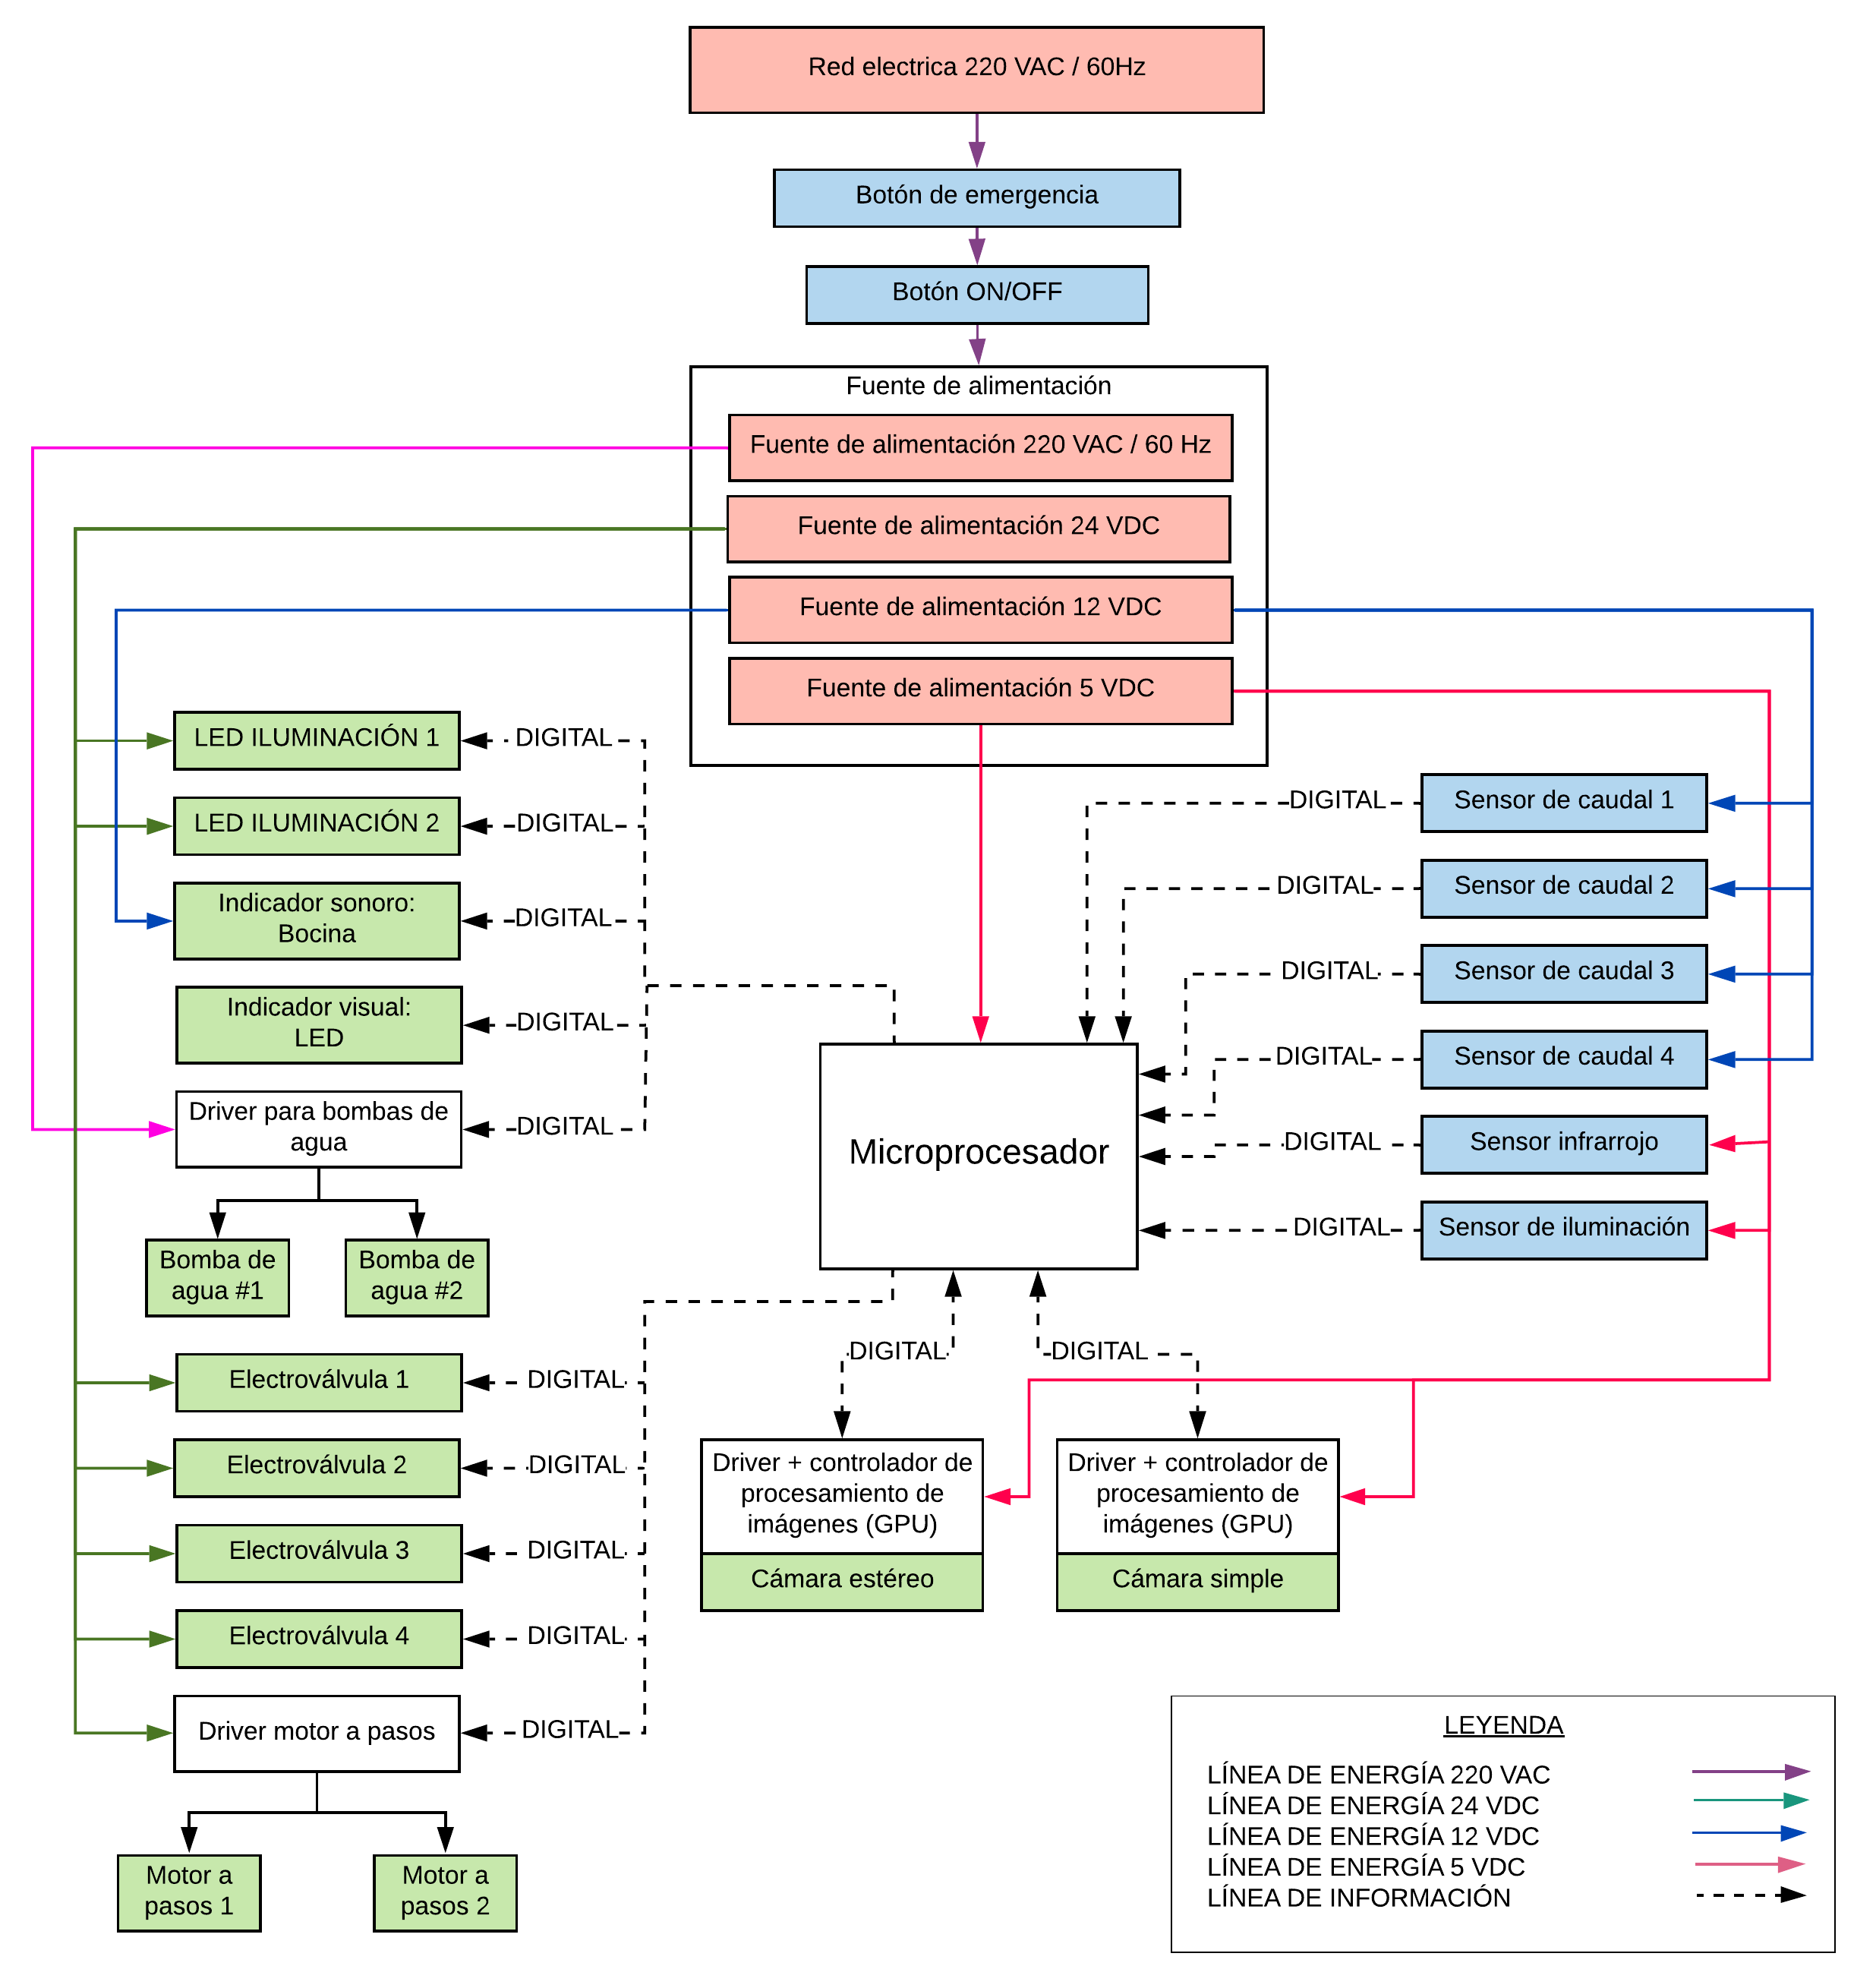 Red electrica 220 VAC / 60Hz
Botón de emergencia
Botón ON/OFF
Fuente de alimentación
Fuente de alimentación 220 VAC / 60 Hz
Fuente de alimentación 24 VDC
Fuente de alimentación 12 VDC
Fuente de alimentación 5 VDC
LED ILUMINACIÓN 1
DIGITAL
LED ILUMINACIÓN 2
DIGITAL
Indicador sonoro:
Bocina
DIGITAL
Indicador visual:
LED
DIGITAL
Driver para bombas de
agua
DIGITAL
Bomba de
agua #1
Bomba de
agua #2
Microprocesador
DIGITAL
Sensor de caudal 1
DIGITAL
Sensor de caudal 2
DIGITAL
Sensor de caudal 3
DIGITAL
Sensor de caudal 4
DIGITAL
Sensor infrarrojo
DIGITAL
Sensor de iluminación
Electroválvula 1
DIGITAL
Electroválvula 2
DIGITAL
Electroválvula 3
DIGITAL
Electroválvula 4
DIGITAL
Driver motor a pasos
DIGITAL
Motor a
pasos 1
Motor a
pasos 2
DIGITAL
DIGITAL
Driver + controlador de
procesamiento de
imágenes (GPU)
Cámara estéreo
Driver + controlador de
procesamiento de
imágenes (GPU)
Cámara simple
LEYENDA
LÍNEA DE ENERGÍA 220 VAC
LÍNEA DE ENERGÍA 24 VDC
LÍNEA DE ENERGÍA 12 VDC
LÍNEA DE ENERGÍA 5 VDC
LÍNEA DE INFORMACIÓN